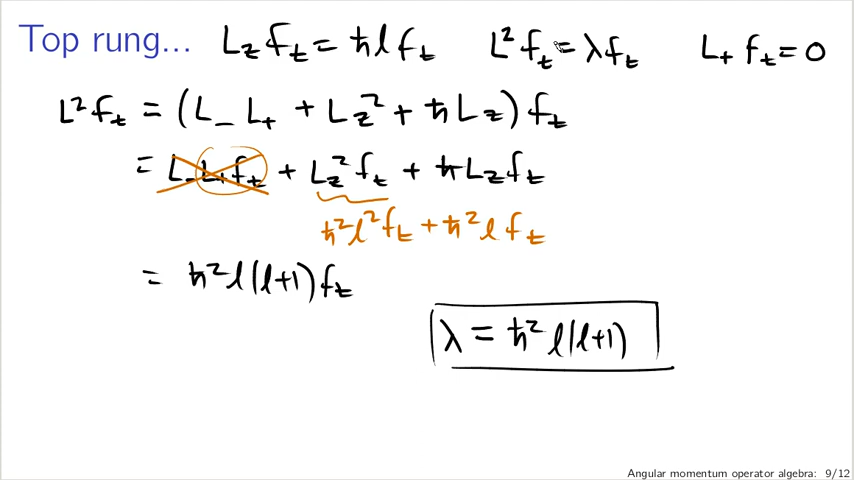 Top rung... L_z f_t = ħl f_t L² f_t = λf_t L_+ f_t = 0
L² f_t = (L_- L_+ + L_z² + ħL_z) f_t
= L_- L_+ f_t + L_z² f_t + ħL_z f_t
ħ²l² f_t + ħ²l f_t
= ħ²l(l+1) f_t
λ = ħ² l(l+1)
Angular momentum operator algebra: 9/12